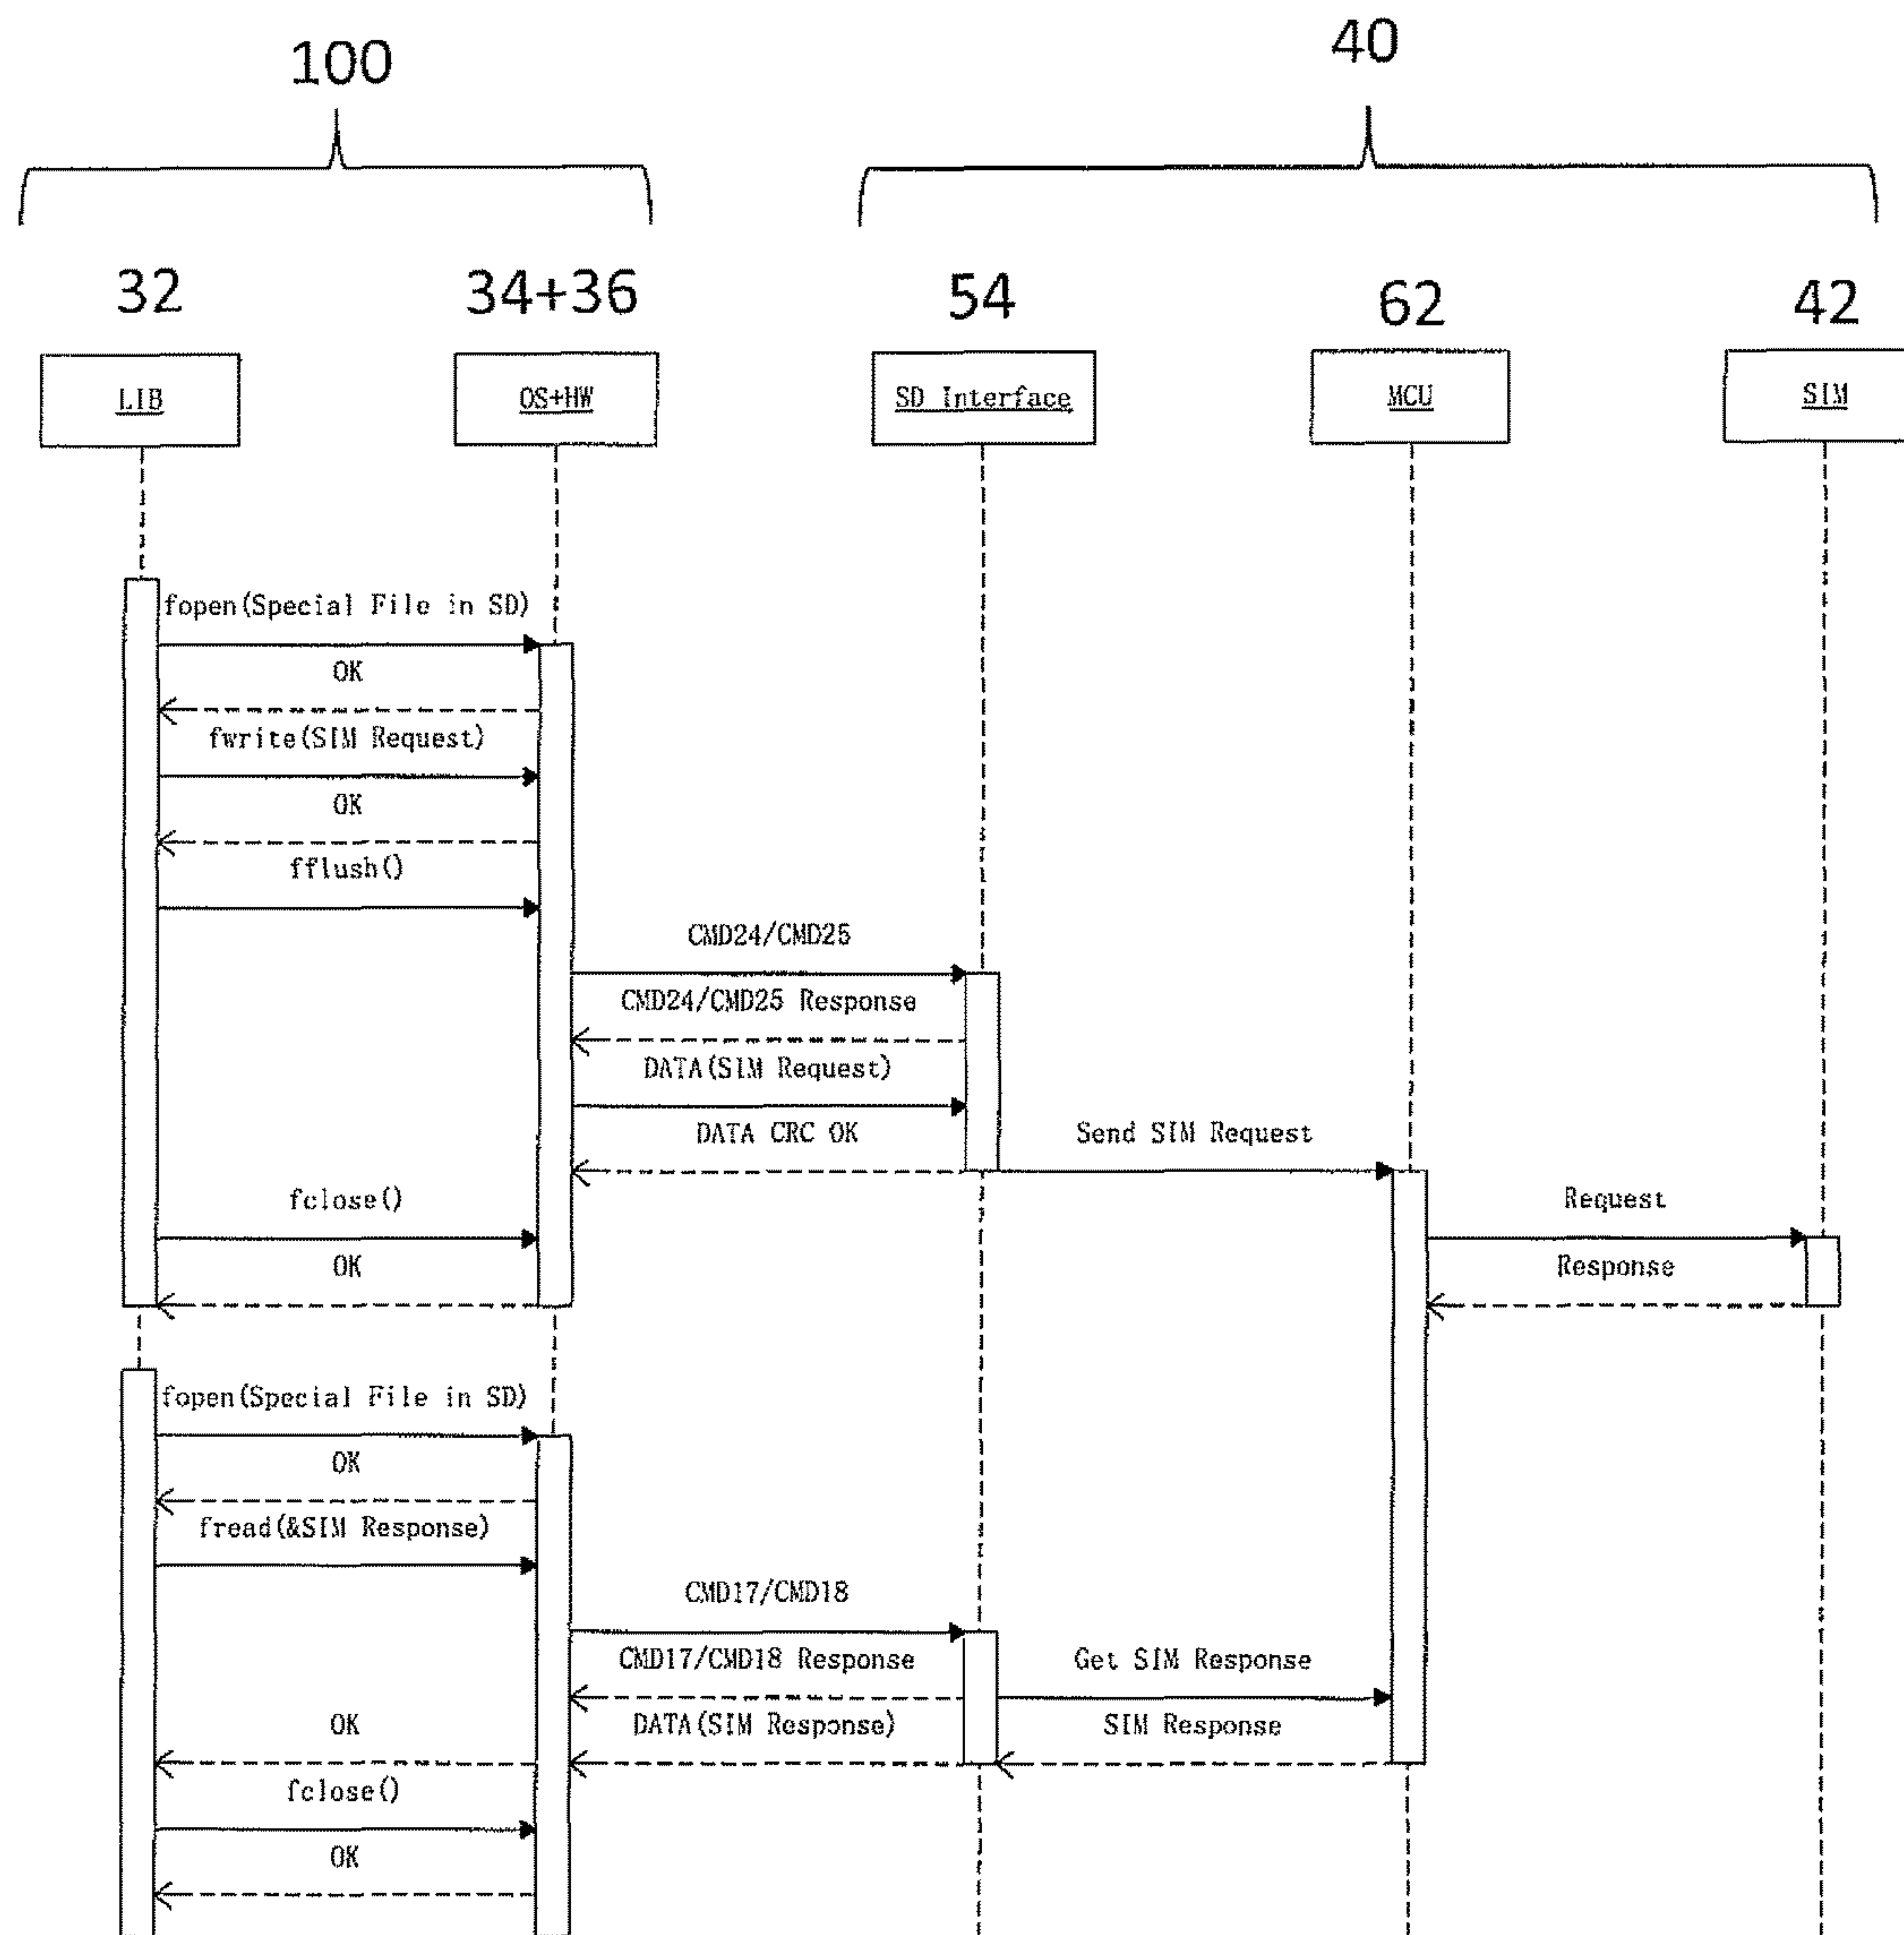 100
40
32
34+36
54
62
42
LIB
OS+HW
SD Interface
MCU
SIM
fopen(Special File in SD)
OK
fwrite(SIM Request)
OK
fflush()
CMD24/CMD25
CMD24/CMD25 Response
DATA(SIM Request)
DATA CRC OK
Send SIM Request
fclose()
Request
OK
Response
fopen(Special File in SD)
OK
fread(&SIM Response)
CMD17/CMD18
CMD17/CMD18 Response
Get SIM Response
OK
DATA(SIM Response)
SIM Response
fclose()
OK